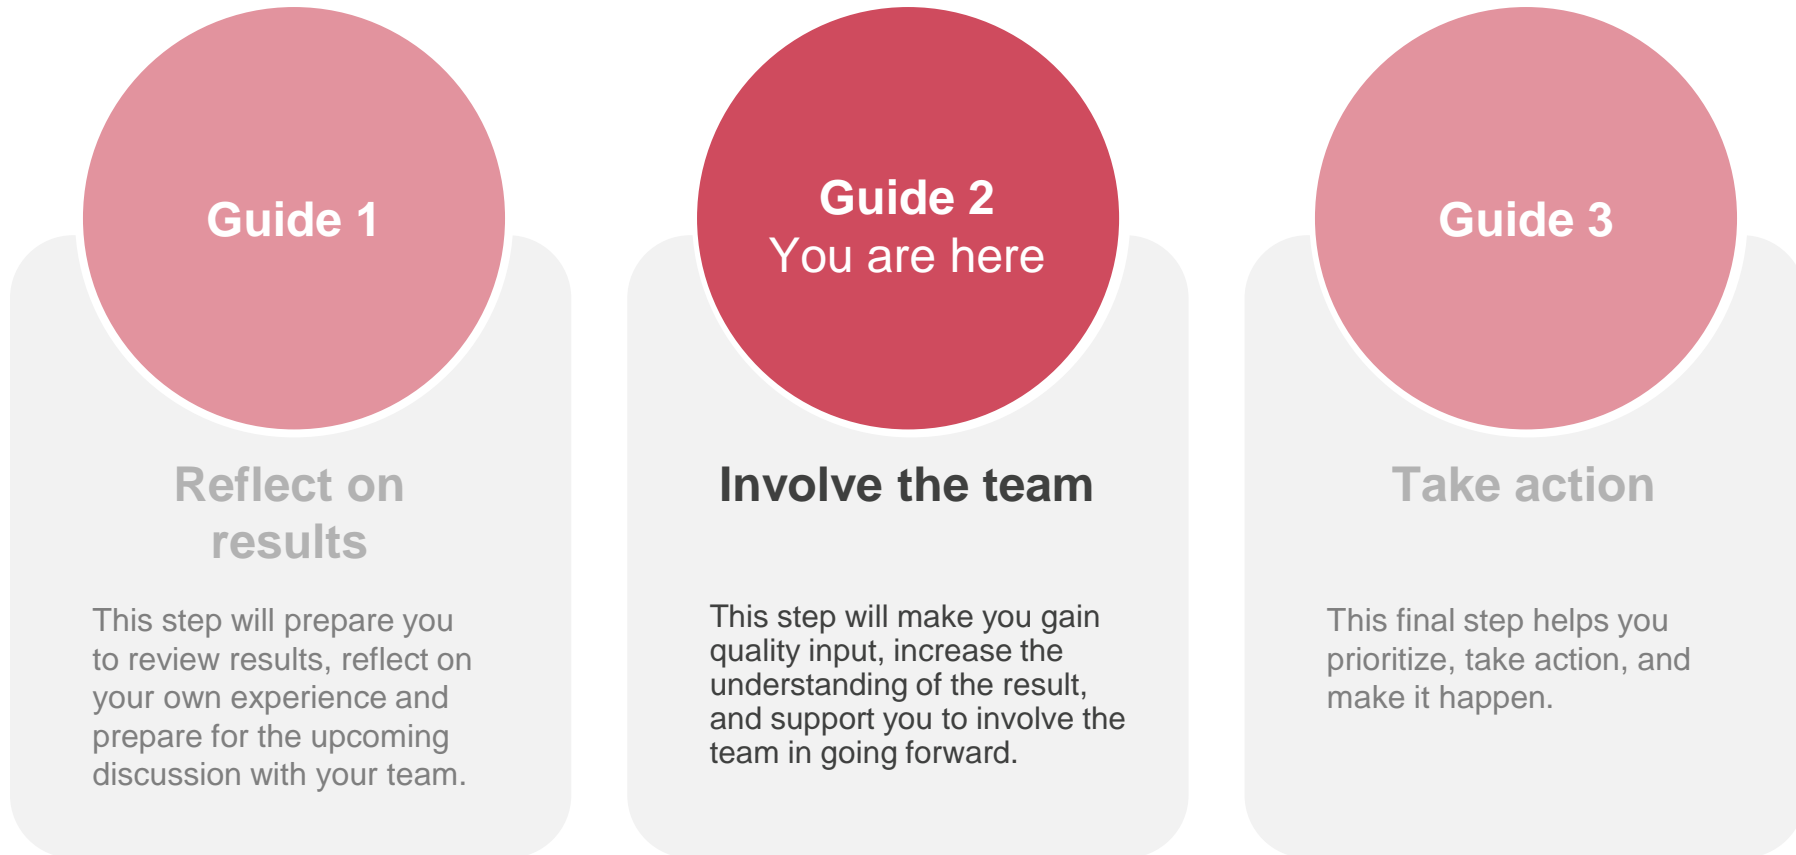 Guide 1
Reflect on
results
This step will prepare you
to review results, reflect on
your own experience and
prepare for the upcoming
discussion with your team.
Guide 2
You are here
Involve the team
This step will make you gain
quality input, increase the
understanding of the result,
and support you to involve the
team in going forward.
Guide 3
Take action
This final step helps you
prioritize, take action, and
make it happen.